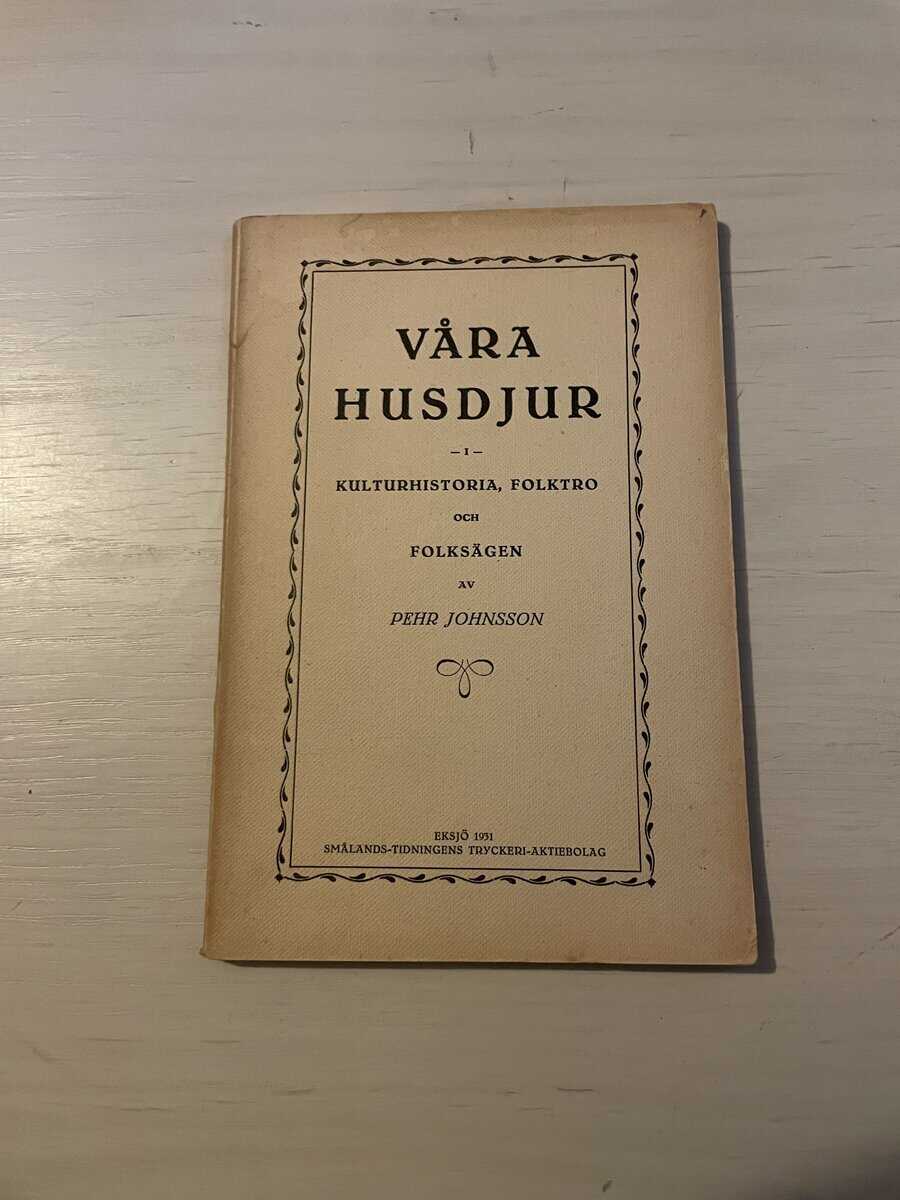 VÅRA
HUSDJUR
– I –
KULTURHISTORIA, FOLKTRO
OCH
FOLKSÄGEN
AV
PEHR JOHNSSON
EKSJÖ 1931
SMÅLANDS-TIDNINGENS TRYCKERI-AKTIEBOLAG